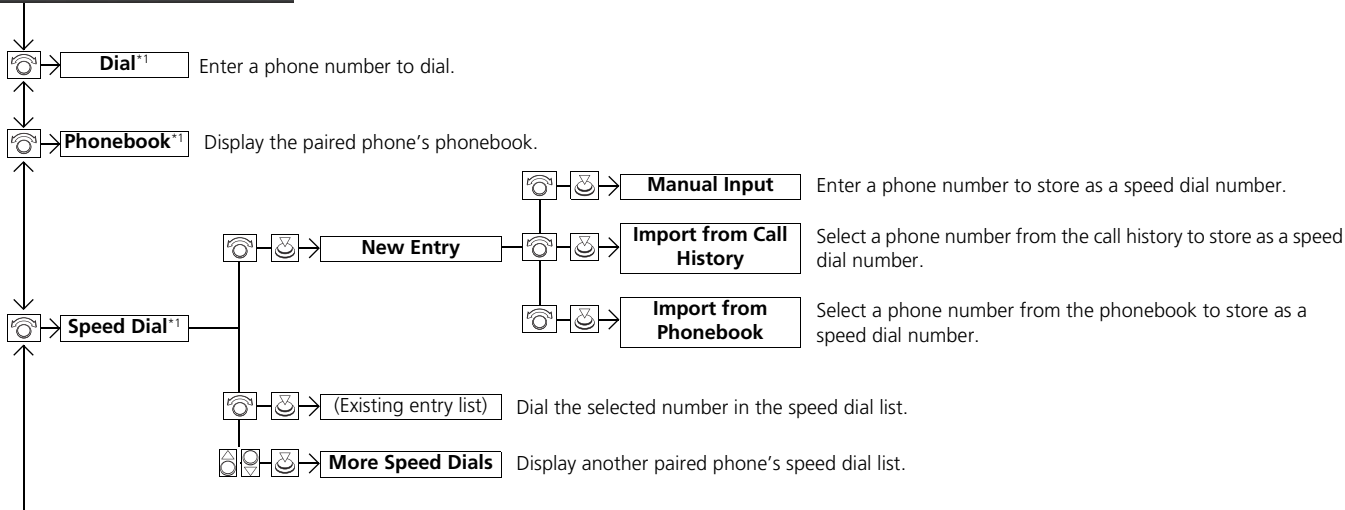 Dial*1
Enter a phone number to dial.
Phonebook*1
Display the paired phone’s phonebook.
Manual Input
Enter a phone number to store as a speed dial number.
New Entry
Import from Call
History
Select a phone number from the call history to store as a speed
dial number.
Import from
Phonebook
Select a phone number from the phonebook to store as a
speed dial number.
Speed Dial*1
(Existing entry list)
Dial the selected number in the speed dial list.
More Speed Dials
Display another paired phone’s speed dial list.